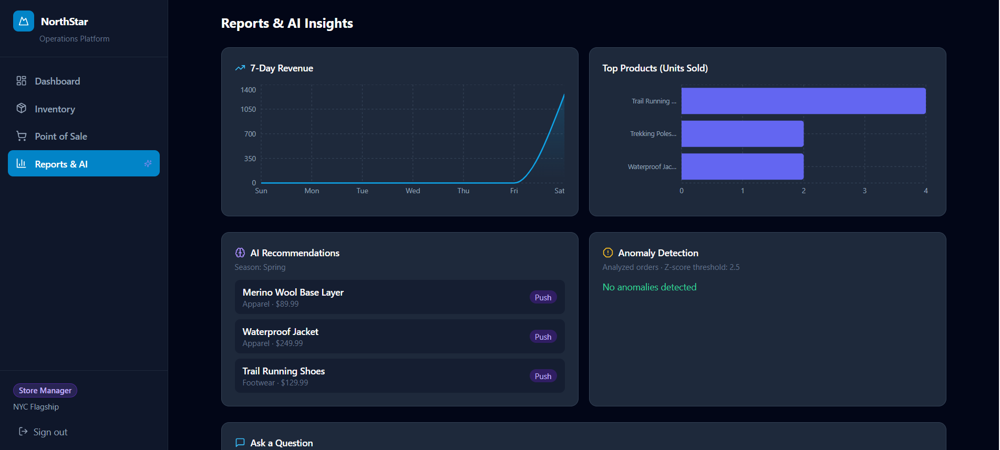 NorthStar
Operations Platform
Dashboard
Inventory
Point of Sale
Reports & AI
Store Manager
NYC Flagship
Sign out
Reports & AI Insights
7-Day Revenue
1400
1050
700
350
0
Sun Mon Tue Wed Thu Fri Sat
Top Products (Units Sold)
Trail Running ...
Trekking Poles...
Waterproof Jac...
0 1 2 3 4
AI Recommendations
Season: Spring
Merino Wool Base Layer
Apparel · $89.99
Push
Waterproof Jacket
Apparel · $249.99
Push
Trail Running Shoes
Footwear · $129.99
Push
Anomaly Detection
Analyzed orders · Z-score threshold: 2.5
No anomalies detected
Ask a Question